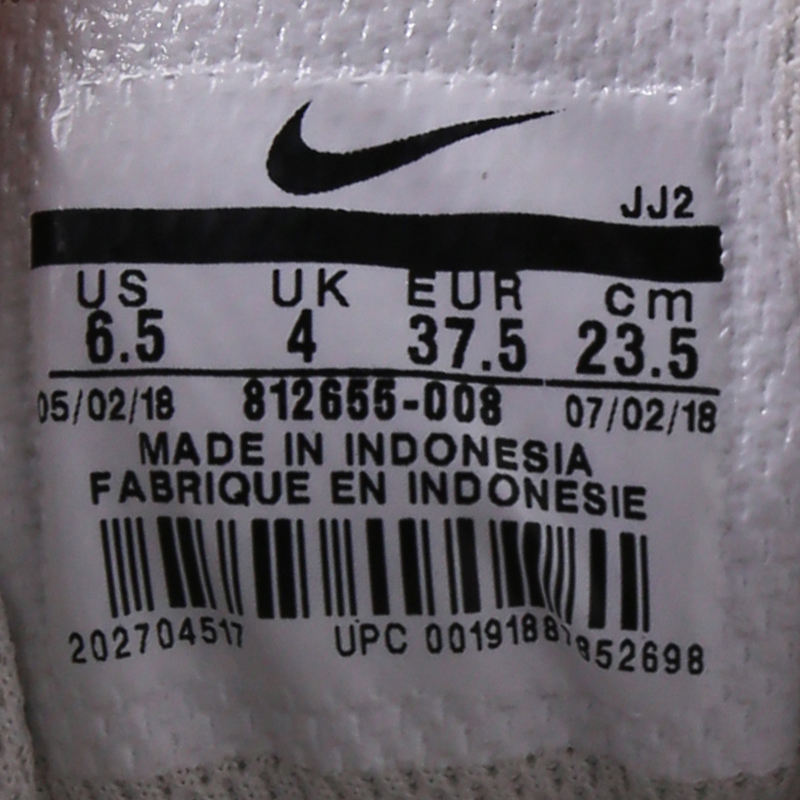 JJ2
US UK EUR cm
6.5 4 37.5 23.5
05/02/18 812655-008 07/02/18
MADE IN INDONESIA
FABRIQUE EN INDONESIE
202704517 UPC